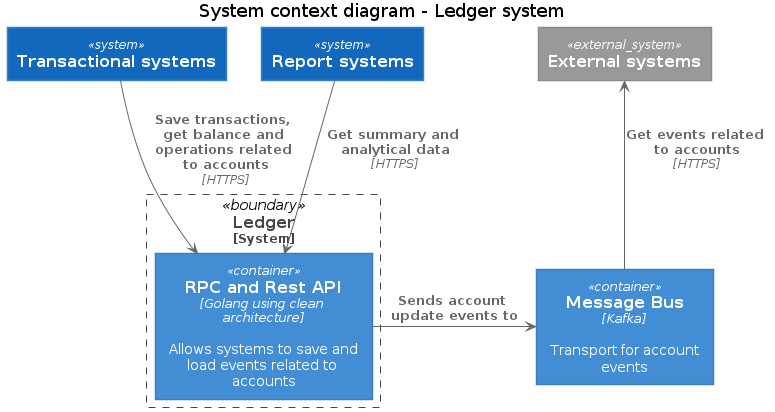 System context diagram - Ledger system
«system»
Transactional systems
«system»
Report systems
«external_system»
External systems
Save transactions,
get balance and
operations related
to accounts
[HTTPS]
Get summary and
analytical data
[HTTPS]
Get events related
to accounts
[HTTPS]
«boundary»
Ledger
[System]
«container»
RPC and Rest API
[Golang using clean
architecture]
Allows systems to save and
load events related to
accounts
Sends account
update events to
«container»
Message Bus
[Kafka]
Transport for account
events